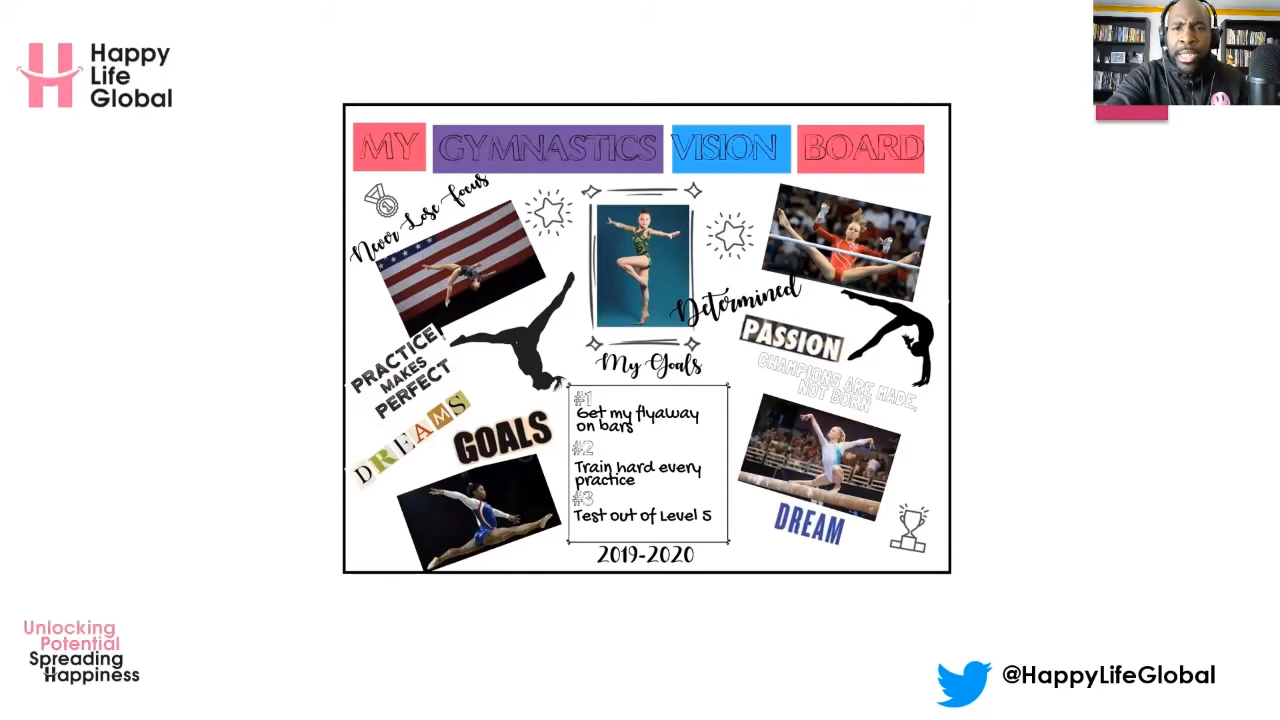 Happy
Life
Global
MY GYMNASTICS VISION BOARD
1
Never Lose Focus
Determined
PRACTICE
MAKES
PERFECT
PASSION
CHAMPIONS ARE MADE,
NOT BORN
DREAMS
GOALS
My Goals
#1
Get my flyaway
on bars
#2
Train hard every
practice
#3
Test out of Level 5
2019-2020
DREAM
Unlocking
Potential
Spreading
Happiness
@HappyLifeGlobal